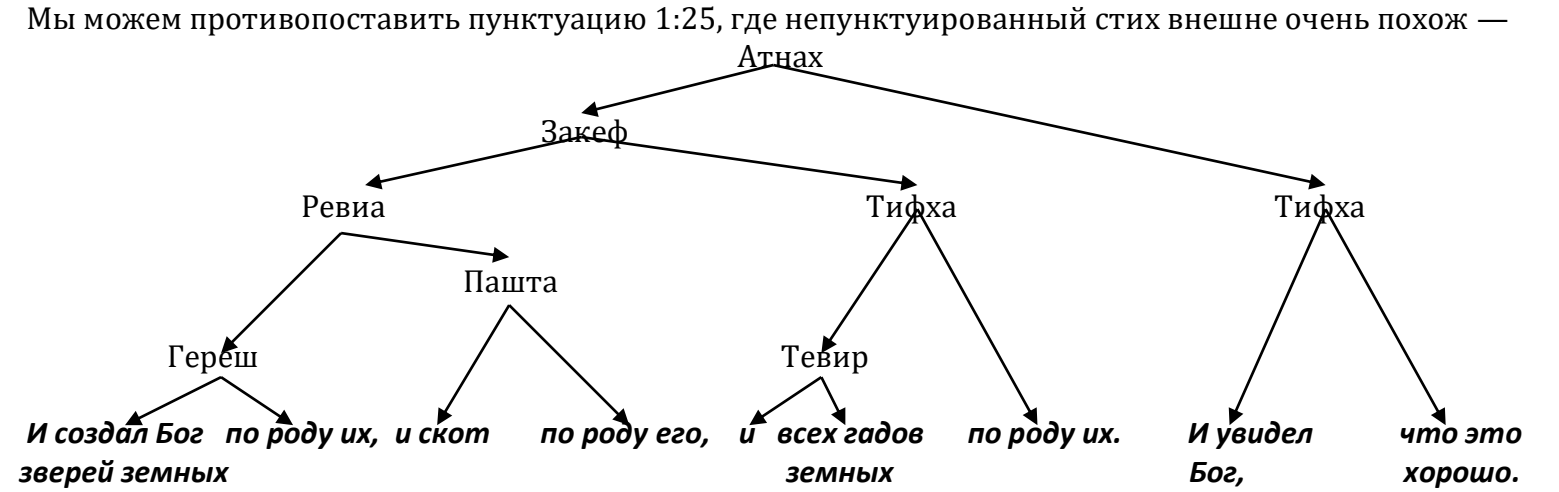 Мы можем противопоставить пунктуацию 1:25, где непунктуированный стих внешне очень похож —
Атнах
Закеф
Ревиа Тифха Тифха
Пашта
Гереш Тевир
И создал Бог по роду их, и скот по роду его, и всех гадов по роду их. И увидел что это
зверей земных земных Бог, хорошо.